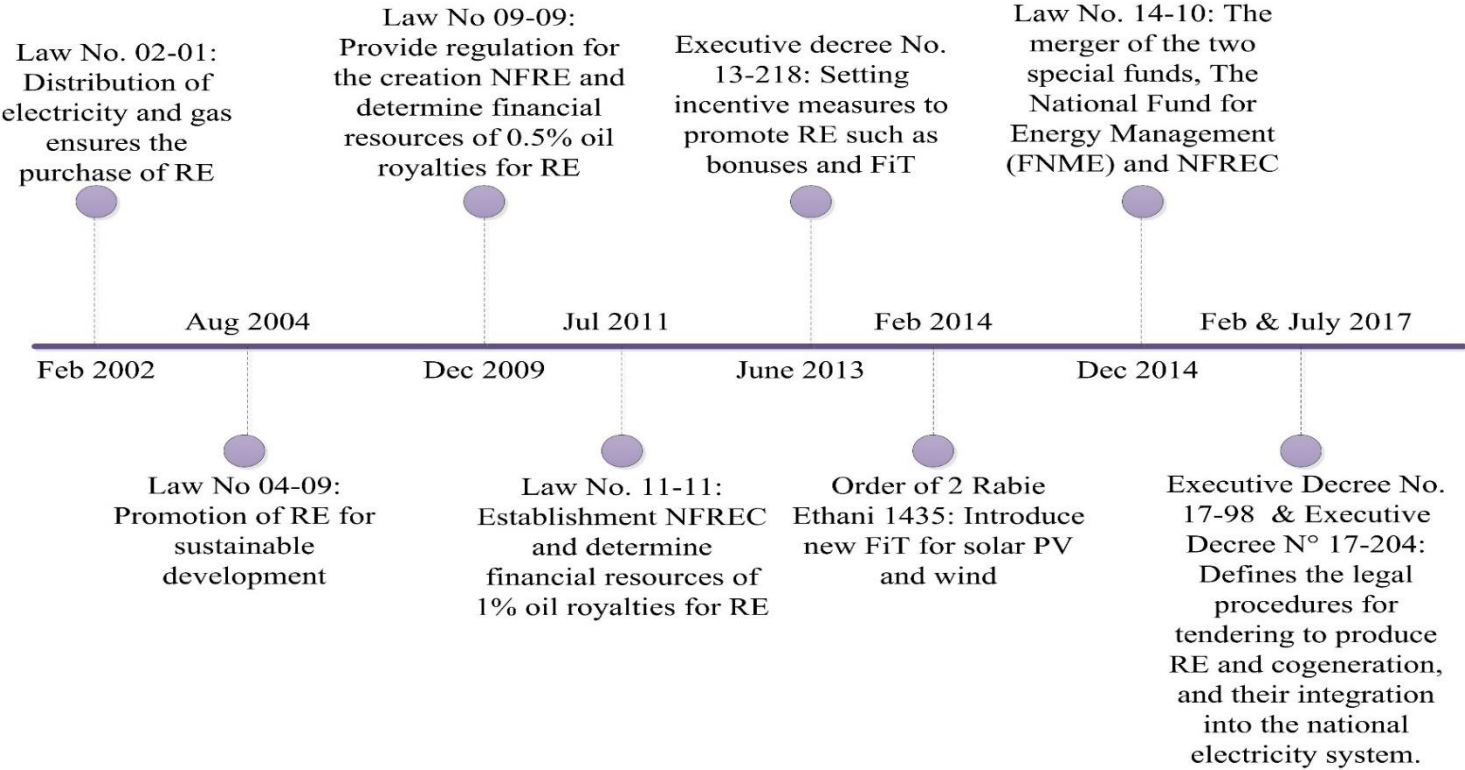 Law No. 02-01:
Distribution of
electricity and gas
ensures the
purchase of RE
Law No 09-09:
Provide regulation for
the creation NFRE and
determine financial
resources of 0.5% oil
royalties for RE
Executive decree No.
13-218: Setting
incentive measures to
promote RE such as
bonuses and FiT
Law No. 14-10: The
merger of the two
special funds, The
National Fund for
Energy Management
(FNME) and NFREC
Aug 2004
Jul 2011
Feb 2014
Feb & July 2017
Feb 2002
Dec 2009
June 2013
Dec 2014
Law No 04-09:
Promotion of RE for
sustainable
development
Law No. 11-11:
Establishment NFREC
and determine
financial resources of
1% oil royalties for RE
Order of 2 Rabie
Ethani 1435: Introduce
new FiT for solar PV
and wind
Executive Decree No.
17-98 & Executive
Decree N° 17-204:
Defines the legal
procedures for
tendering to produce
RE and cogeneration,
and their integration
into the national
electricity system.